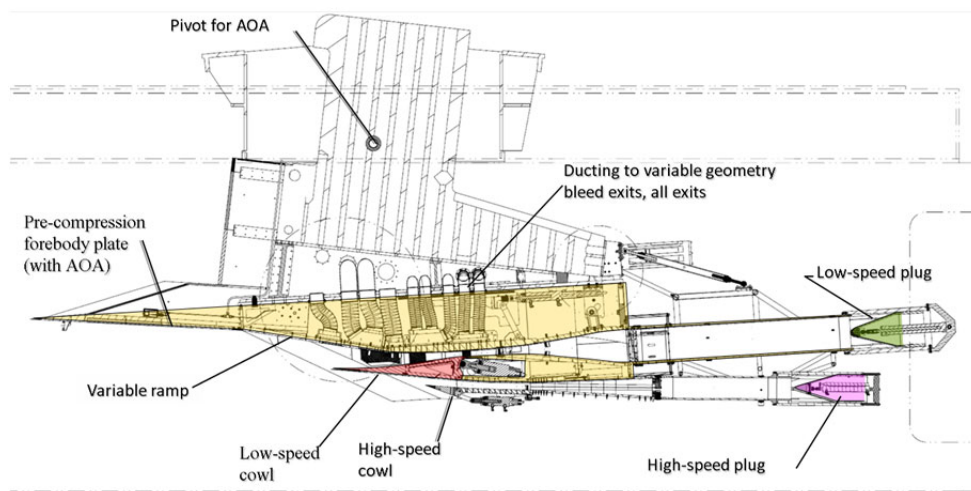 Pivot for AOA
Ducting to variable geometry
bleed exits, all exits
Pre-compression
forebody plate
(with AOA)
Low-speed plug
Variable ramp
Low-speed
cowl
High-speed
cowl
High-speed plug